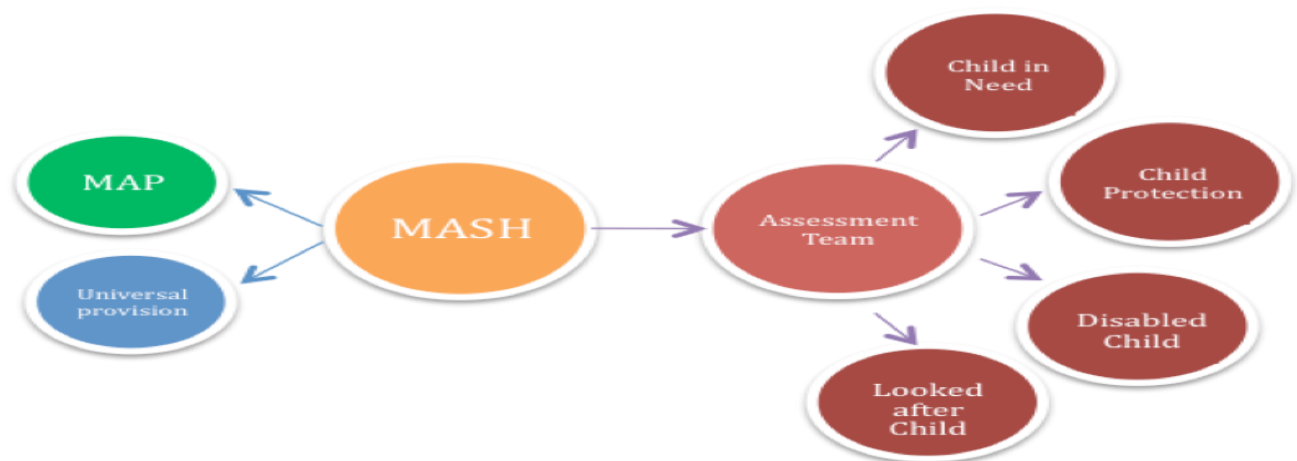 MAP
Universal
provision
MASH
Assessment
Team
Child in
Need
Child
Protection
Disabled
Child
Looked
after
Child